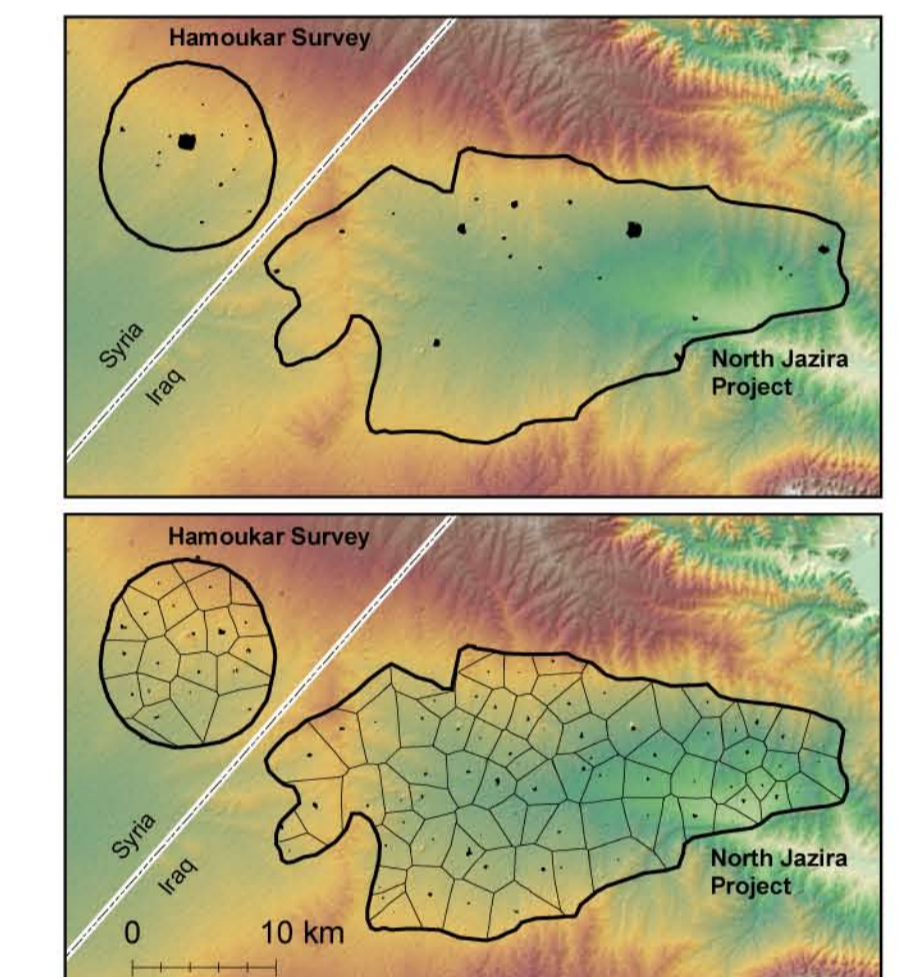 Hamoukar Survey
Syria
Iraq
North Jazira
Project
Hamoukar Survey
Syria
Iraq
North Jazira
Project
0 10 km